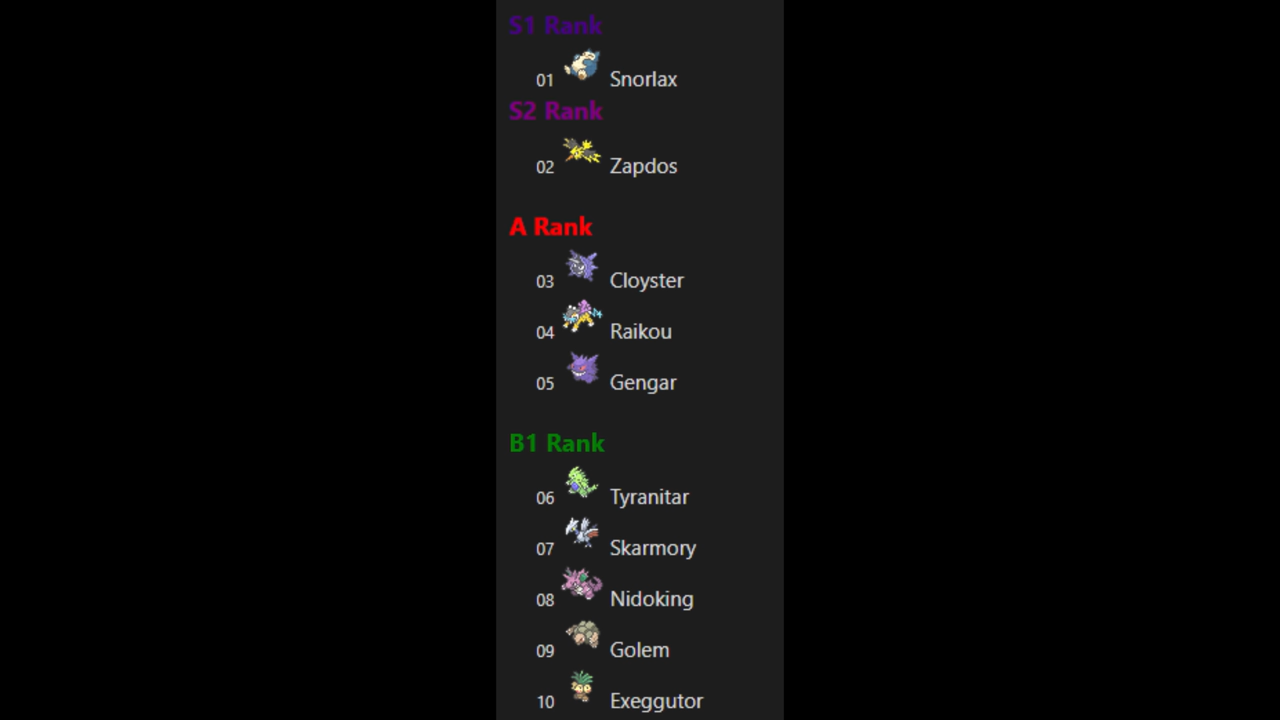 S1 Rank
01 Snorlax
S2 Rank
02 Zapdos
A Rank
03 Cloyster
04 Raikou
05 Gengar
B1 Rank
06 Tyranitar
07 Skarmory
08 Nidoking
09 Golem
10 Exeggutor